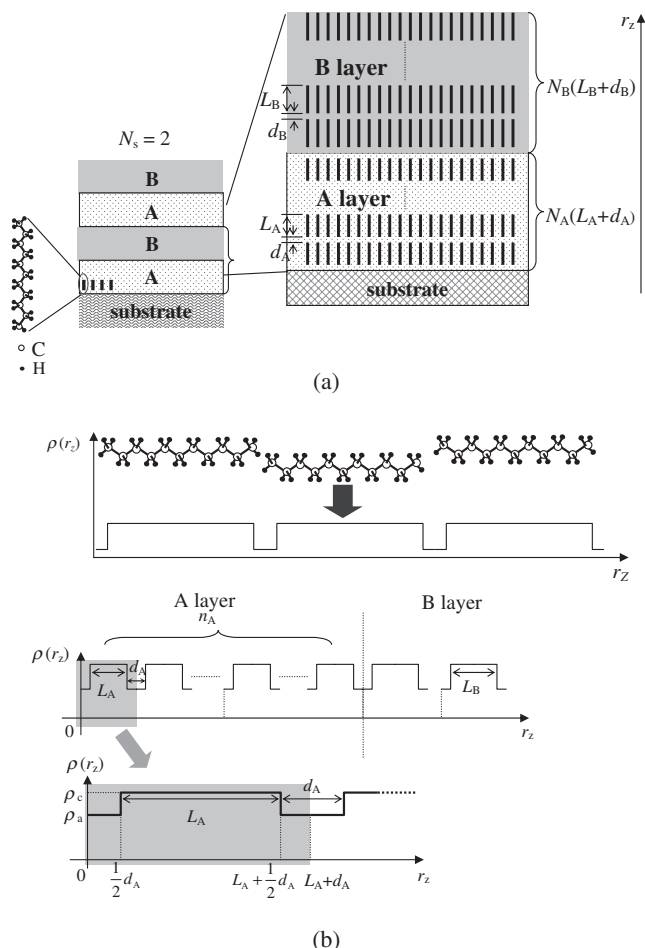 r_z
B layer
L_B
d_B
N_B(L_B+d_B)
N_s = 2
B
A
B
A
substrate
A layer
L_A
d_A
N_A(L_A+d_A)
substrate
C
H
(a)
ρ(r_z)
r_Z
A layer
n_A
B layer
ρ(r_z)
d_A
L_A
L_B
0
r_z
ρ(r_z)
ρ_c
ρ_a
d_A
L_A
0
1/2 d_A
L_A + 1/2 d_A
L_A+d_A
r_z
(b)